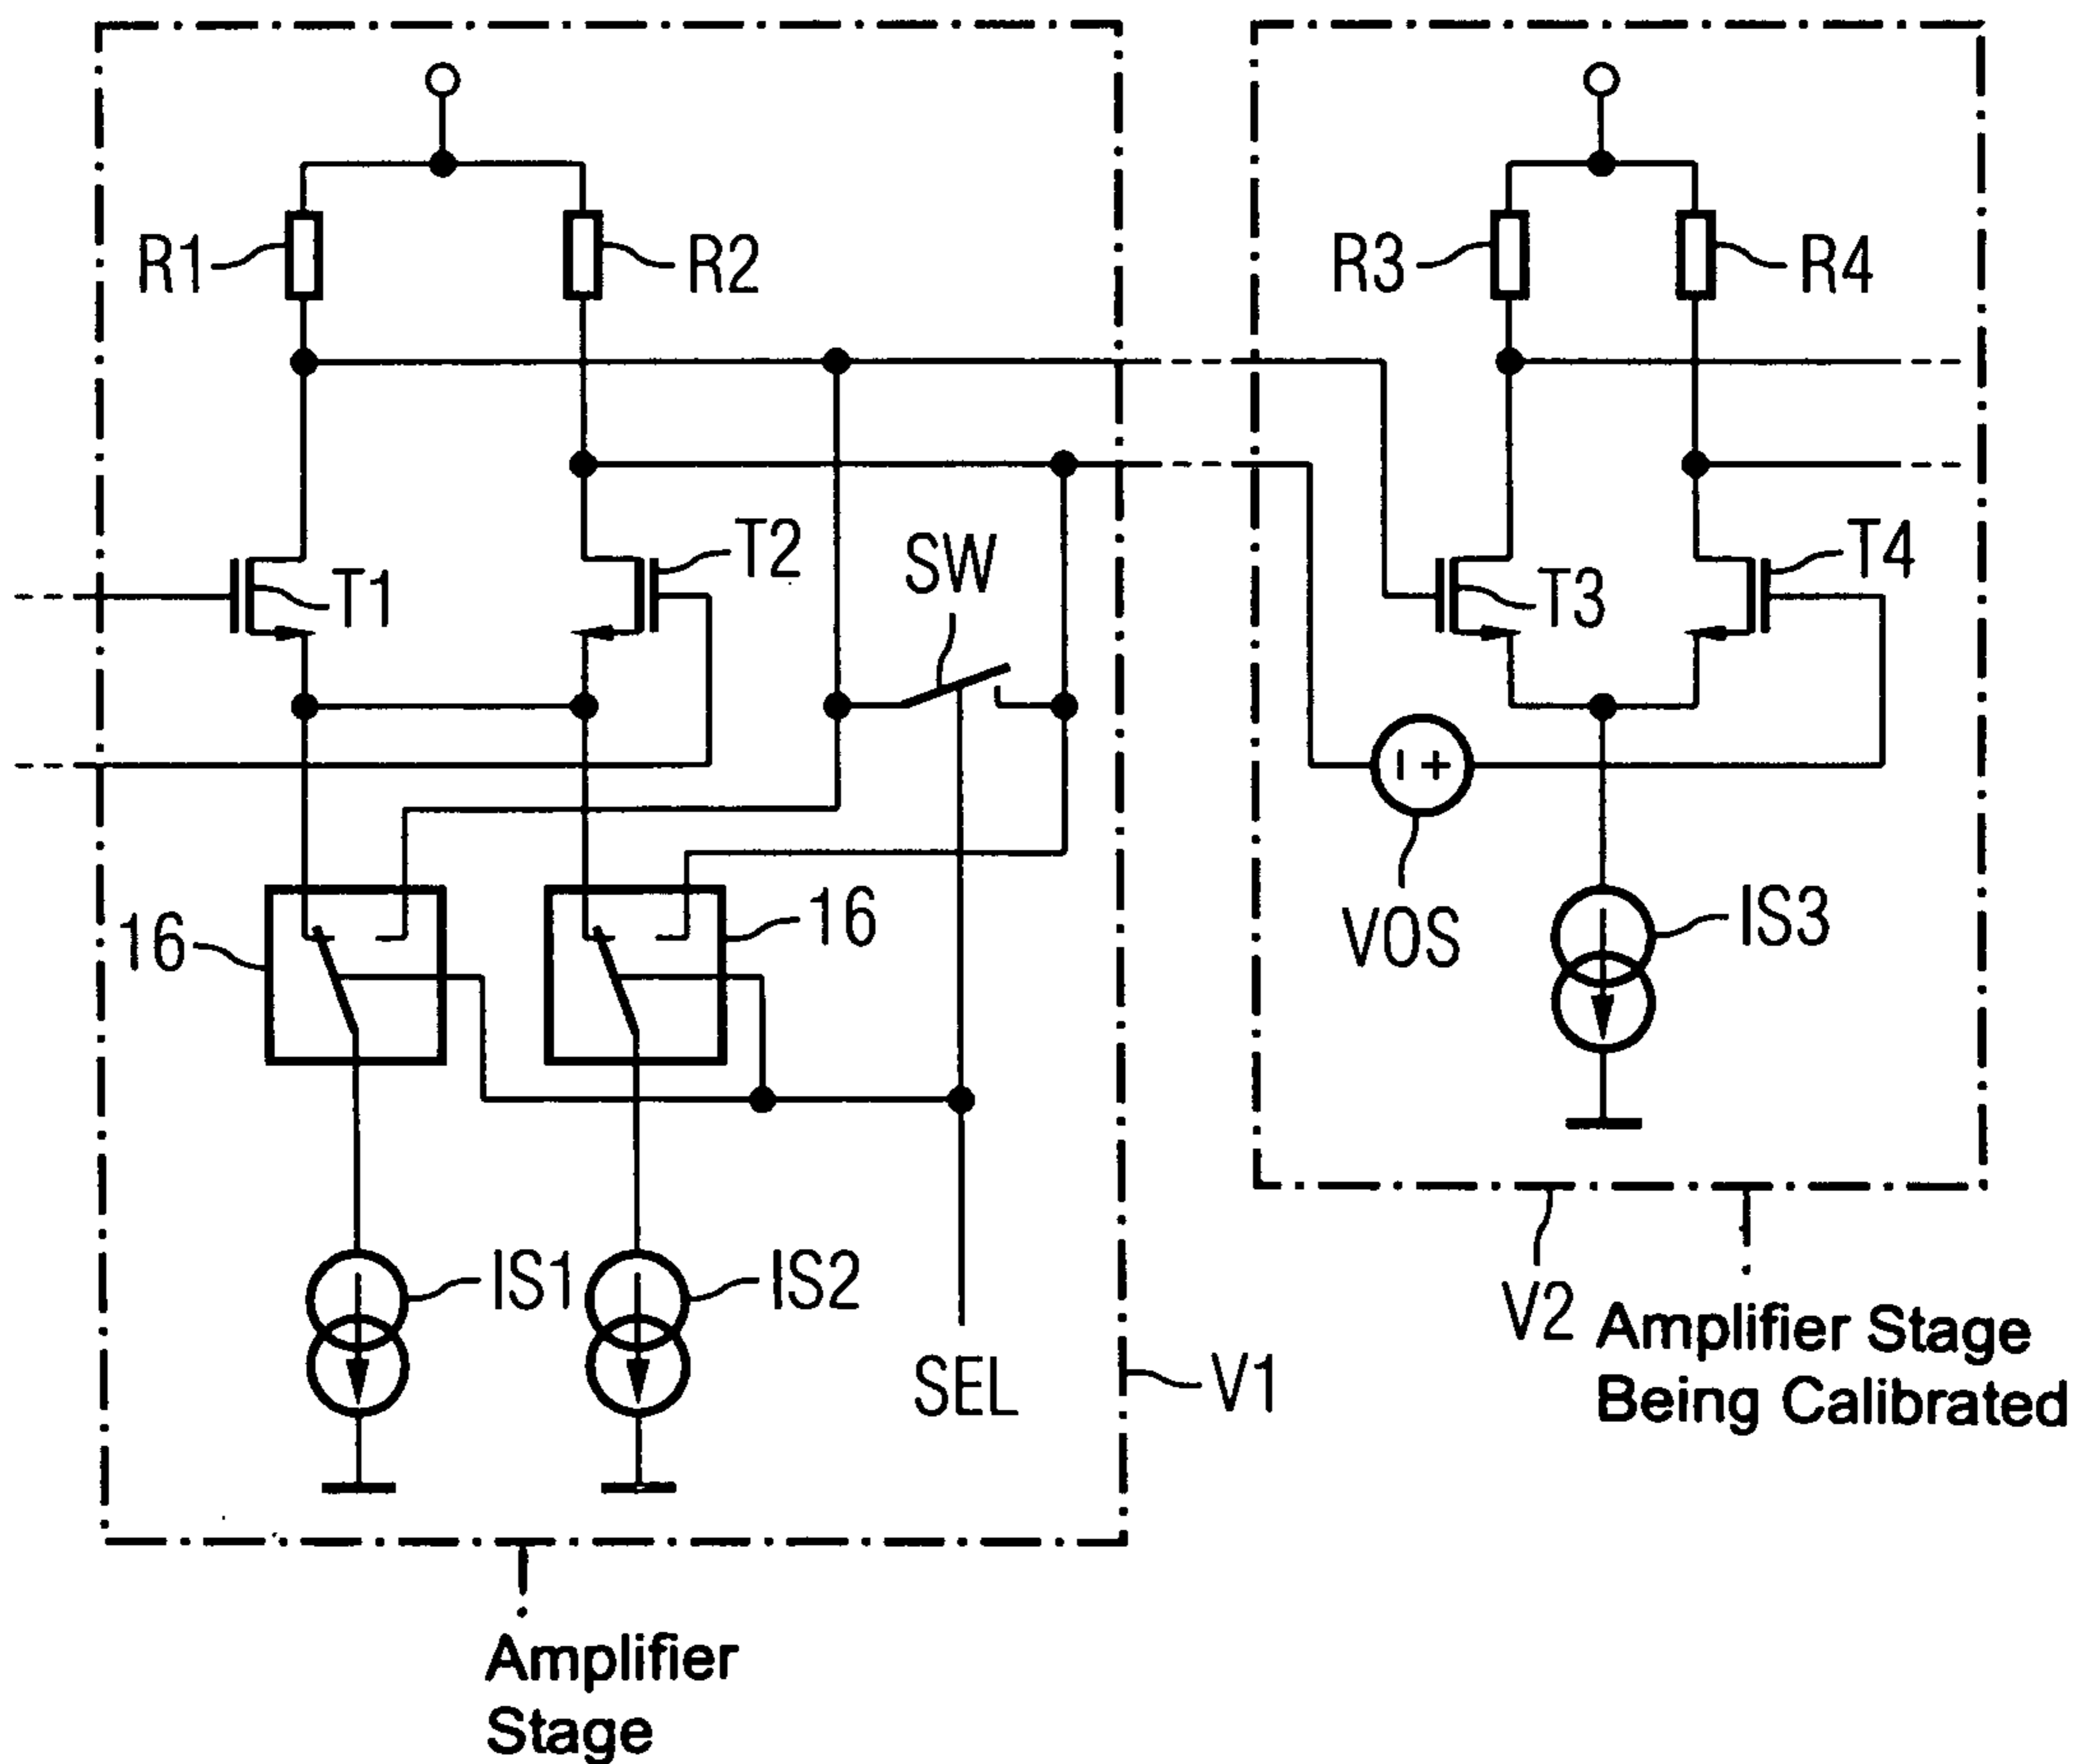 R1
R2
R3
R4
T1
T2
SW
T3
T4
- +
16
16
VOS
IS3
IS1
IS2
SEL
V1
V2
Amplifier Stage
Being Calibrated
Amplifier
Stage